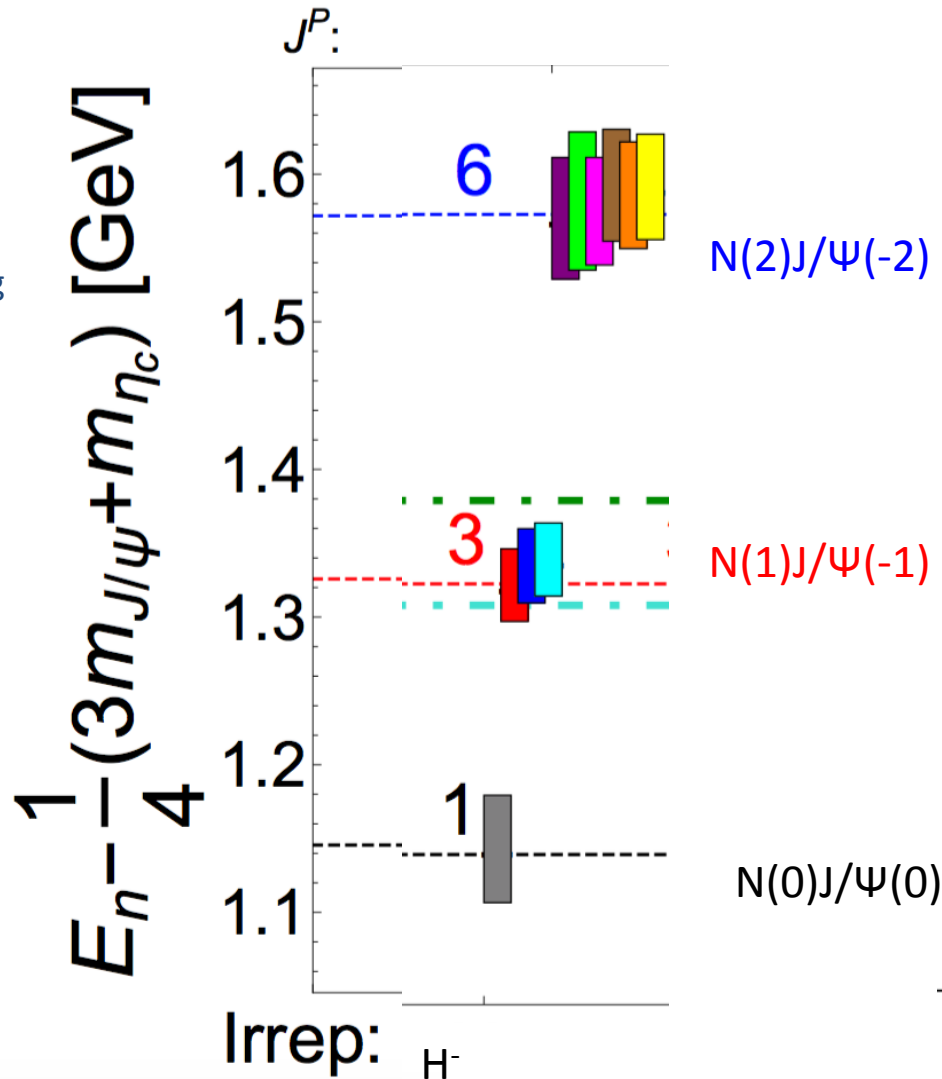 J^P:
E_n − 1/4 (3m_J/ψ + m_ηc) [GeV]
1.6
6
N(2)J/Ψ(-2)
1.5
1.4
3
N(1)J/Ψ(-1)
1.3
1.2
1
N(0)J/Ψ(0)
1.1
Irrep:
H⁻